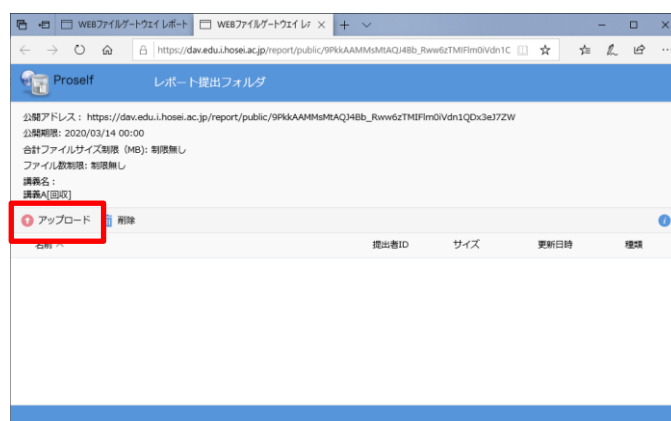 WEBファイルゲートウェイ レポート
WEBファイルゲートウェイ レポ
https://dav.edu.i.hosei.ac.jp/report/public/9PkkAAMMsMtAQJ4Bb_Rww6zTMIFlm0iVdn1C
Proself
レポート提出フォルダ
公開アドレス： https://dav.edu.i.hosei.ac.jp/report/public/9PkkAAMMsMtAQJ4Bb_Rww6zTMIFlm0iVdn1QDx3eJ7ZW
公開期限: 2020/03/14 00:00
合計ファイルサイズ制限（MB): 制限無し
ファイル数制限: 制限無し
講義名：
講義A[回収]
アップロード 削除
名前 提出者ID サイズ 更新日時 種類